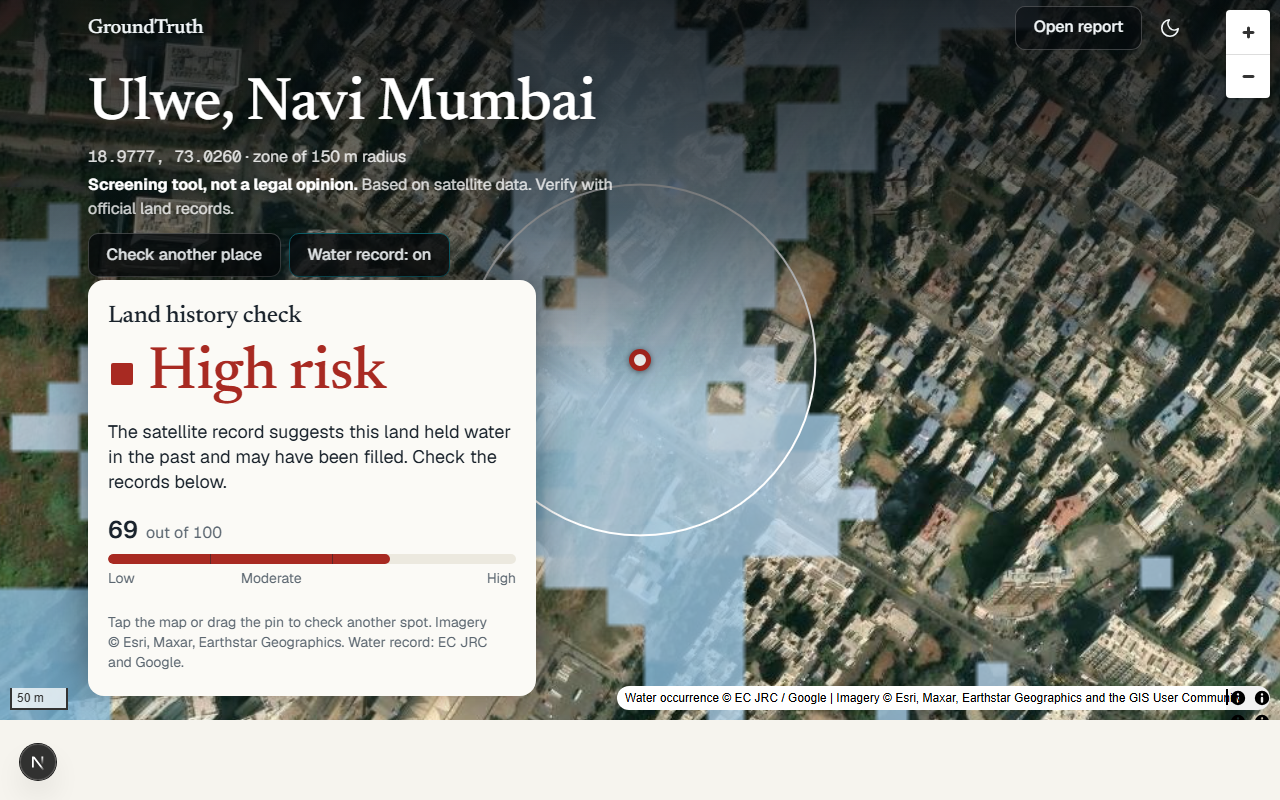 GroundTruth
Open report
Ulwe, Navi Mumbai
18.9777, 73.0260 · zone of 150 m radius
Screening tool, not a legal opinion. Based on satellite data. Verify with
official land records.
Check another place
Water record: on
Land history check
High risk
The satellite record suggests this land held water
in the past and may have been filled. Check the
records below.
69 out of 100
Low Moderate High
Tap the map or drag the pin to check another spot. Imagery
© Esri, Maxar, Earthstar Geographics. Water record: EC JRC
and Google.
50 m
Water occurrence © EC JRC / Google | Imagery © Esri, Maxar, Earthstar Geographics and the GIS User
N